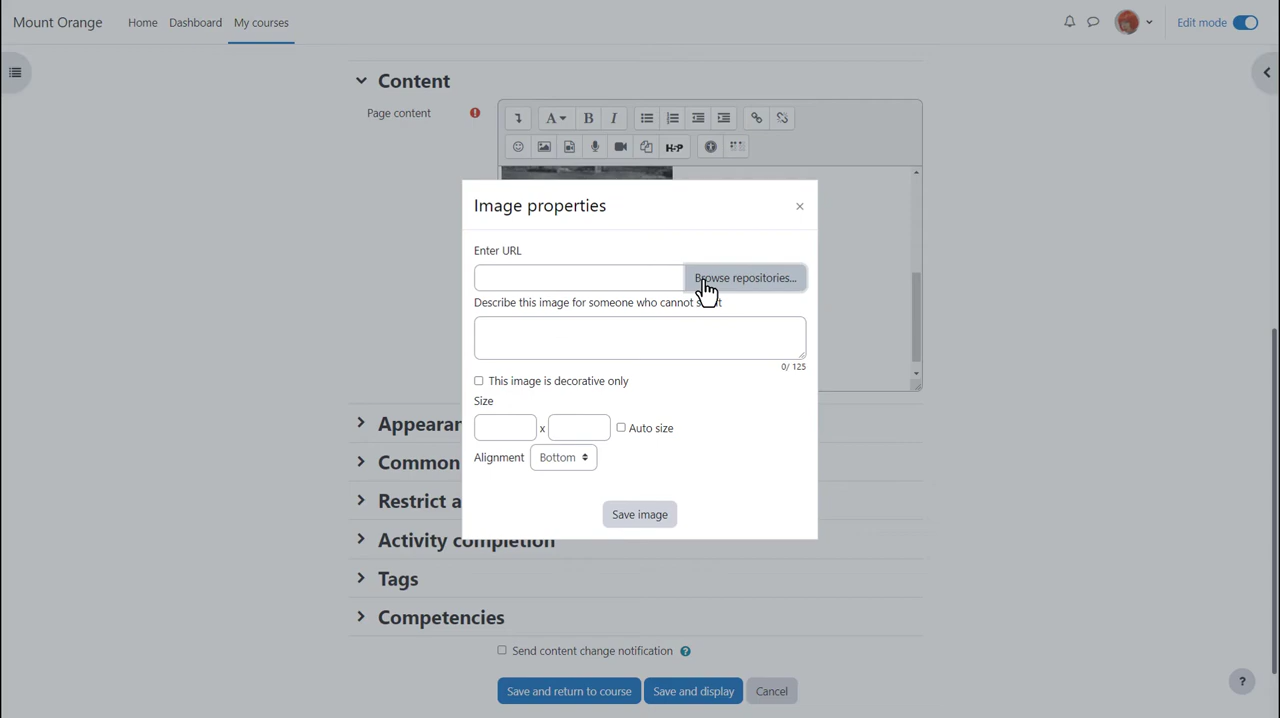 Mount Orange Home Dashboard My courses Edit mode
Content
Page content
A B I
H-P
Image properties ×
Enter URL
Browse repositories...
Describe this image for someone who cannot
0/ 125
This image is decorative only
Size
x Auto size
Alignment Bottom
Save image
Appearan
Common
Restrict a
Activity completion
Tags
Competencies
Send content change notification ?
Save and return to course Save and display Cancel
?